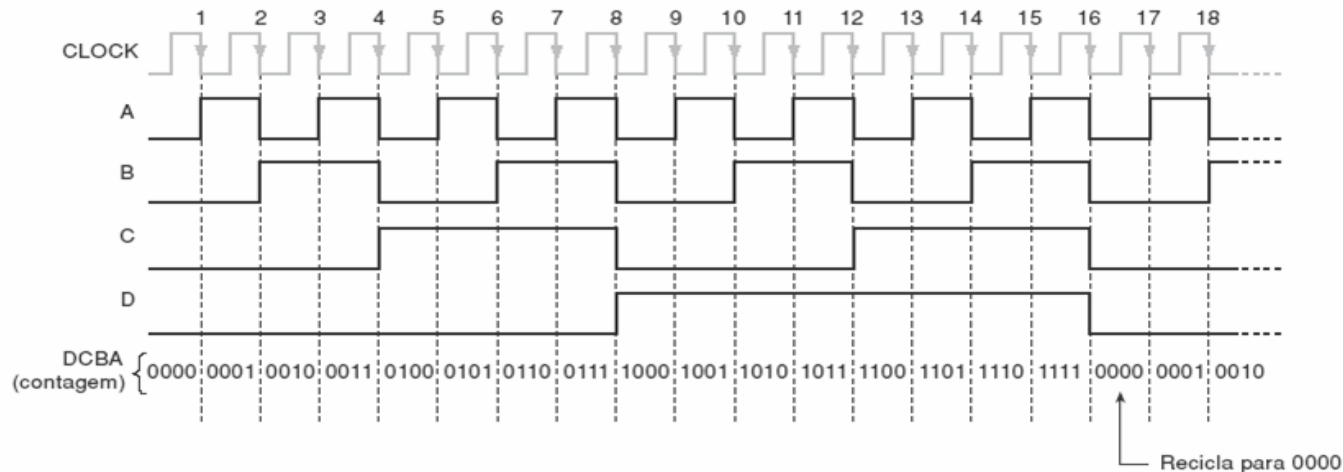 1 2 3 4 5 6 7 8 9 10 11 12 13 14 15 16 17 18
CLOCK
A
B
C
D
DCBA
(contagem)
0000 0001 0010 0011 0100 0101 0110 0111 1000 1001 1010 1011 1100 1101 1110 1111 0000 0001 0010
Recicla para 0000